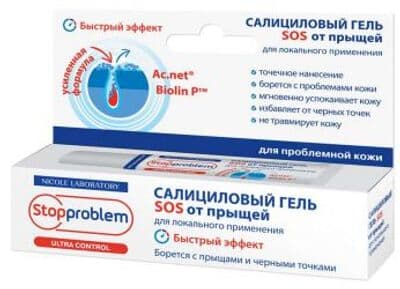 Быстрый эффект
усиленная
формула
Ac.net®
Biolin P™
САЛИЦИЛОВЫЙ ГЕЛЬ
SOS от прыщей
для локального применения
• точечное нанесение
• борется с проблемами кожи
• мгновенно успокаивает кожу
• избавляет от черных точек
• не травмирует кожу
для проблемной кожи
NICOLE LABORATORY
Stopproblem
ULTRA CONTROL
Stopproblem
САЛИЦИЛОВЫЙ ГЕЛЬ
SOS от прыщей
для локального применения
Быстрый эффект
Борется с прыщами и черными точками